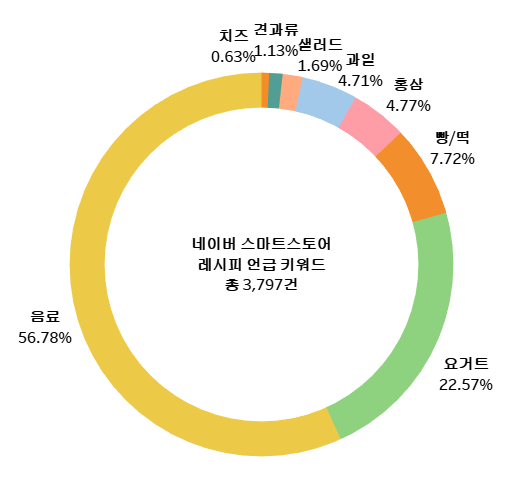 치즈
0.63%
견과류
1.13%
샐러드
1.69%
과일
4.71%
홍삼
4.77%
빵/떡
7.72%
네이버 스마트스토어
레시피 언급 키워드
총 3,797건
음료
56.78%
요거트
22.57%